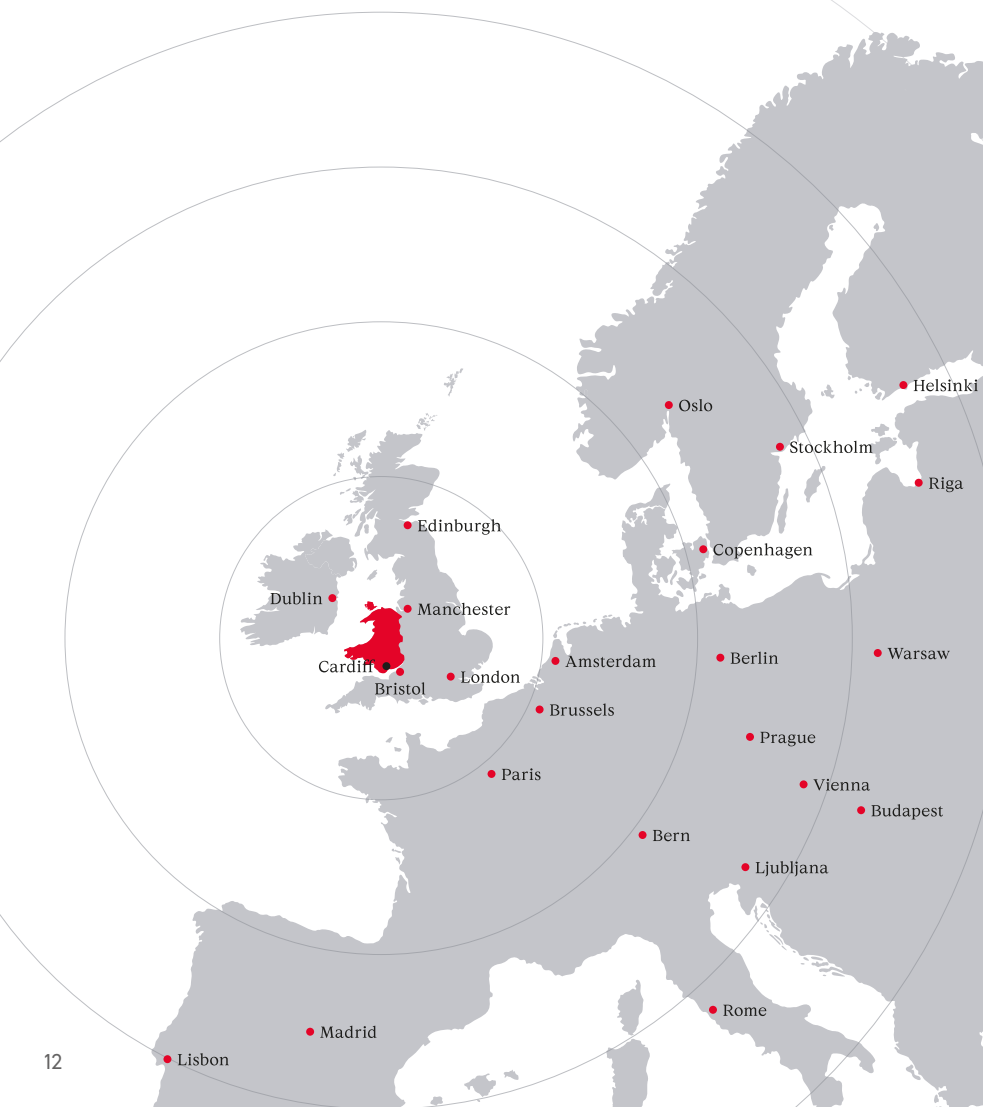 Helsinki
Oslo
Stockholm
Riga
Edinburgh
Copenhagen
Dublin
Manchester
Warsaw
Berlin
Amsterdam
Cardiff
London
Bristol
Brussels
Prague
Paris
Vienna
Budapest
Bern
Ljubljana
Rome
Madrid
Lisbon
12